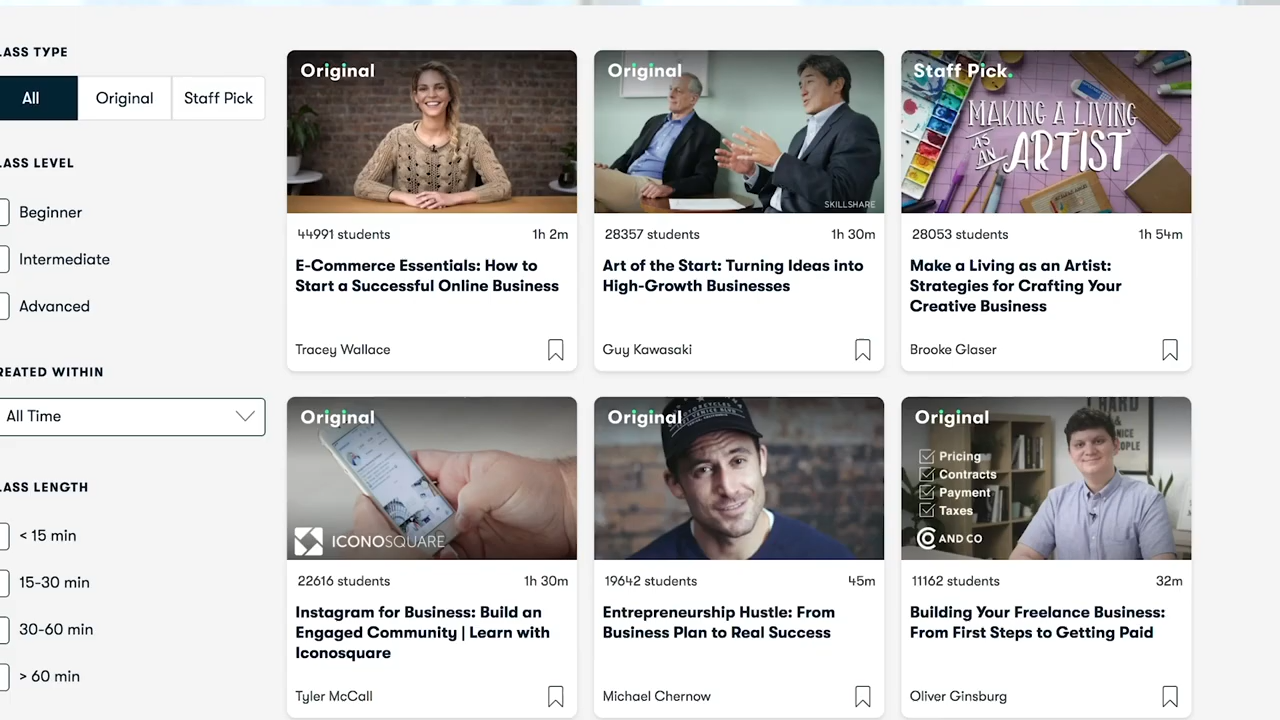 LASS TYPE
All
Original
Staff Pick
LASS LEVEL
Beginner
Intermediate
Advanced
REATED WITHIN
All Time
LASS LENGTH
< 15 min
15-30 min
30-60 min
> 60 min
Original
44991 students
1h 2m
E-Commerce Essentials: How to
Start a Successful Online Business
Tracey Wallace
Original
SKILLSHARE
28357 students
1h 30m
Art of the Start: Turning Ideas into
High-Growth Businesses
Guy Kawasaki
Staff Pick.
MAKING A LIVING
AS
AN
ARTIST
28053 students
1h 54m
Make a Living as an Artist:
Strategies for Crafting Your
Creative Business
Brooke Glaser
Original
ICONOSQUARE
22616 students
1h 30m
Instagram for Business: Build an
Engaged Community | Learn with
Iconosquare
Tyler McCall
Original
MOTORCYCLES
19642 students
45m
Entrepreneurship Hustle: From
Business Plan to Real Success
Michael Chernow
Original
HARD
NICE
Pricing
Contracts
Payment
Taxes
AND CO
11162 students
32m
Building Your Freelance Business:
From First Steps to Getting Paid
Oliver Ginsburg